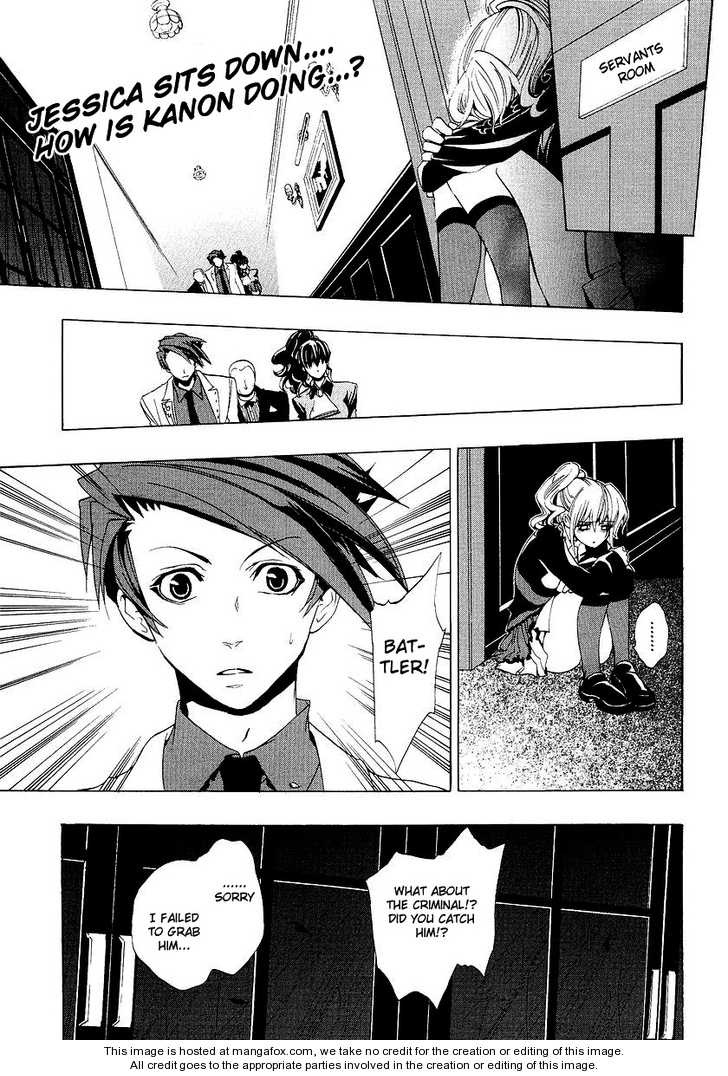 SERVANTS
ROOM
JESSICA SITS DOWN....
HOW IS KANON DOING...?
........
BAT-
TLER!
WHAT ABOUT
THE CRIMINAL!?
DID YOU CATCH
HIM!?
......
SORRY
I FAILED
TO GRAB
HIM...
This image is hosted at mangafox.com, we take no credit for the creation or editing of this image.
All credit goes to the appropriate parties involved in the creation or editing of this image.